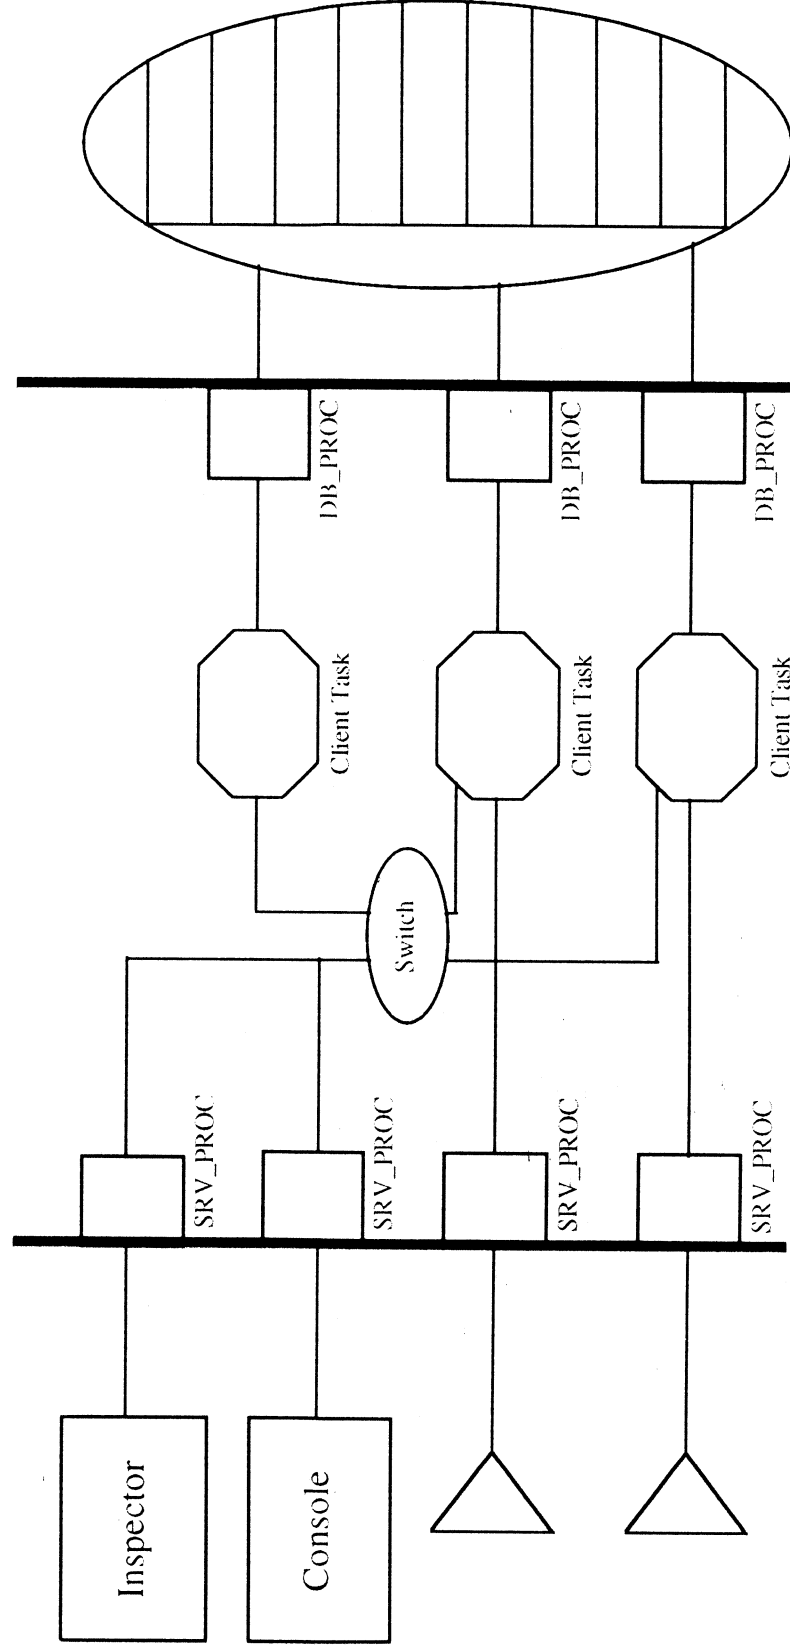 Inspector
Console
SRV_PROC
SRV_PROC
SRV_PROC
SRV_PROC
Switch
Client Task
Client Task
Client Task
DB_PROC
DB_PROC
DB_PROC